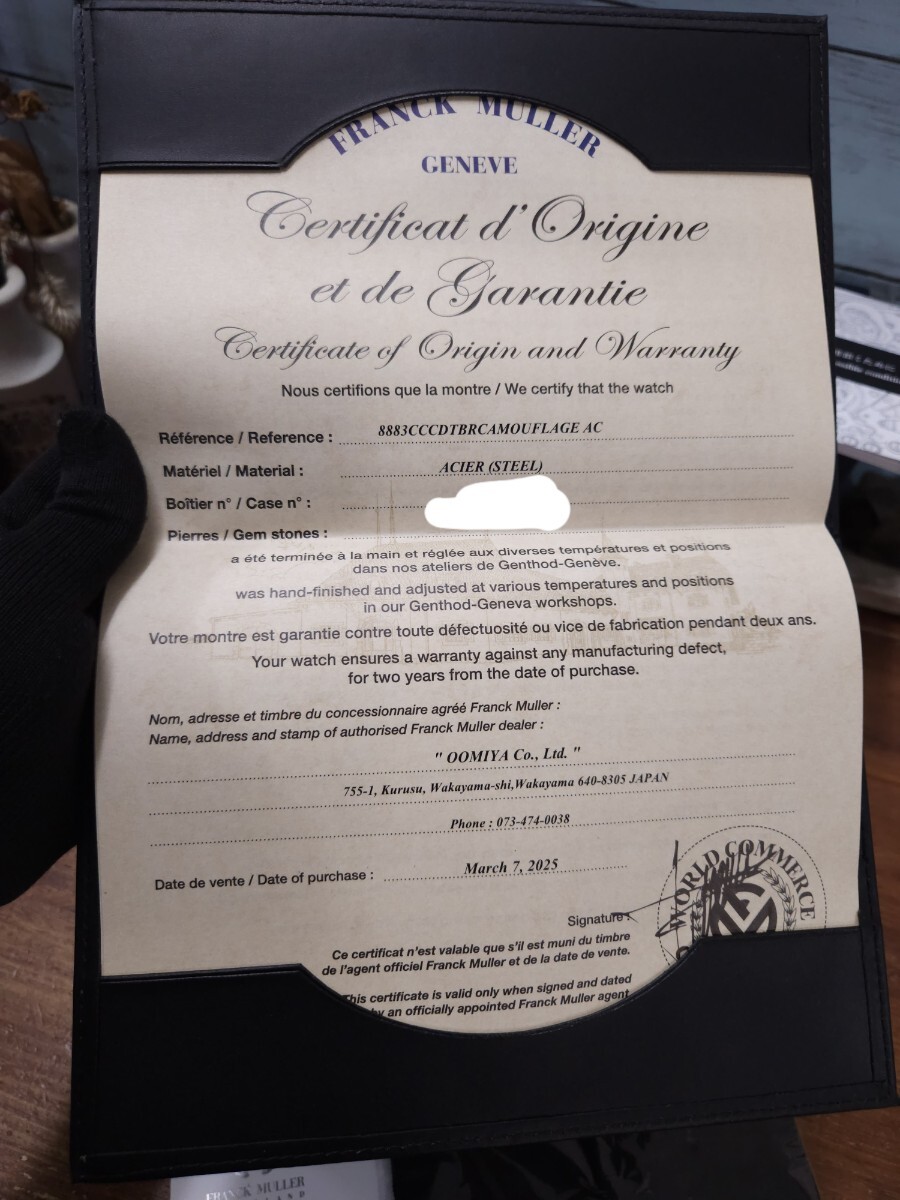 FRANCK MULLER
GENEVE
Certificat d'Origine
et de Garantie
Certificate of Origin and Warranty
Nous certifions que la montre / We certify that the watch
Référence / Reference : 8883CCCDTBRCAMOUFLAGE AC
Matériel / Material : ACIER (STEEL)
Boîtier n° / Case n° :
Pierres / Gem stones :
a été terminée à la main et réglée aux diverses températures et positions
dans nos ateliers de Genthod-Genève.
was hand-finished and adjusted at various temperatures and positions
in our Genthod-Geneva workshops.
Votre montre est garantie contre toute défectuosité ou vice de fabrication pendant deux ans.
Your watch ensures a warranty against any manufacturing defect,
for two years from the date of purchase.
Nom, adresse et timbre du concessionnaire agréé Franck Muller :
Name, address and stamp of authorised Franck Muller dealer :
" OOMIYA Co., Ltd. "
755-1, Kurusu, Wakayama-shi,Wakayama 640-8305 JAPAN
Phone : 073-474-0038
Date de vente / Date of purchase : March 7, 2025
WORLD COMMERCE
Signature :
Ce certificat n'est valable que s'il est muni du timbre
de l'agent officiel Franck Muller et de la date de vente.
This certificate is valid only when signed and dated
by an officially appointed Franck Muller agent
FRANCK MULLER